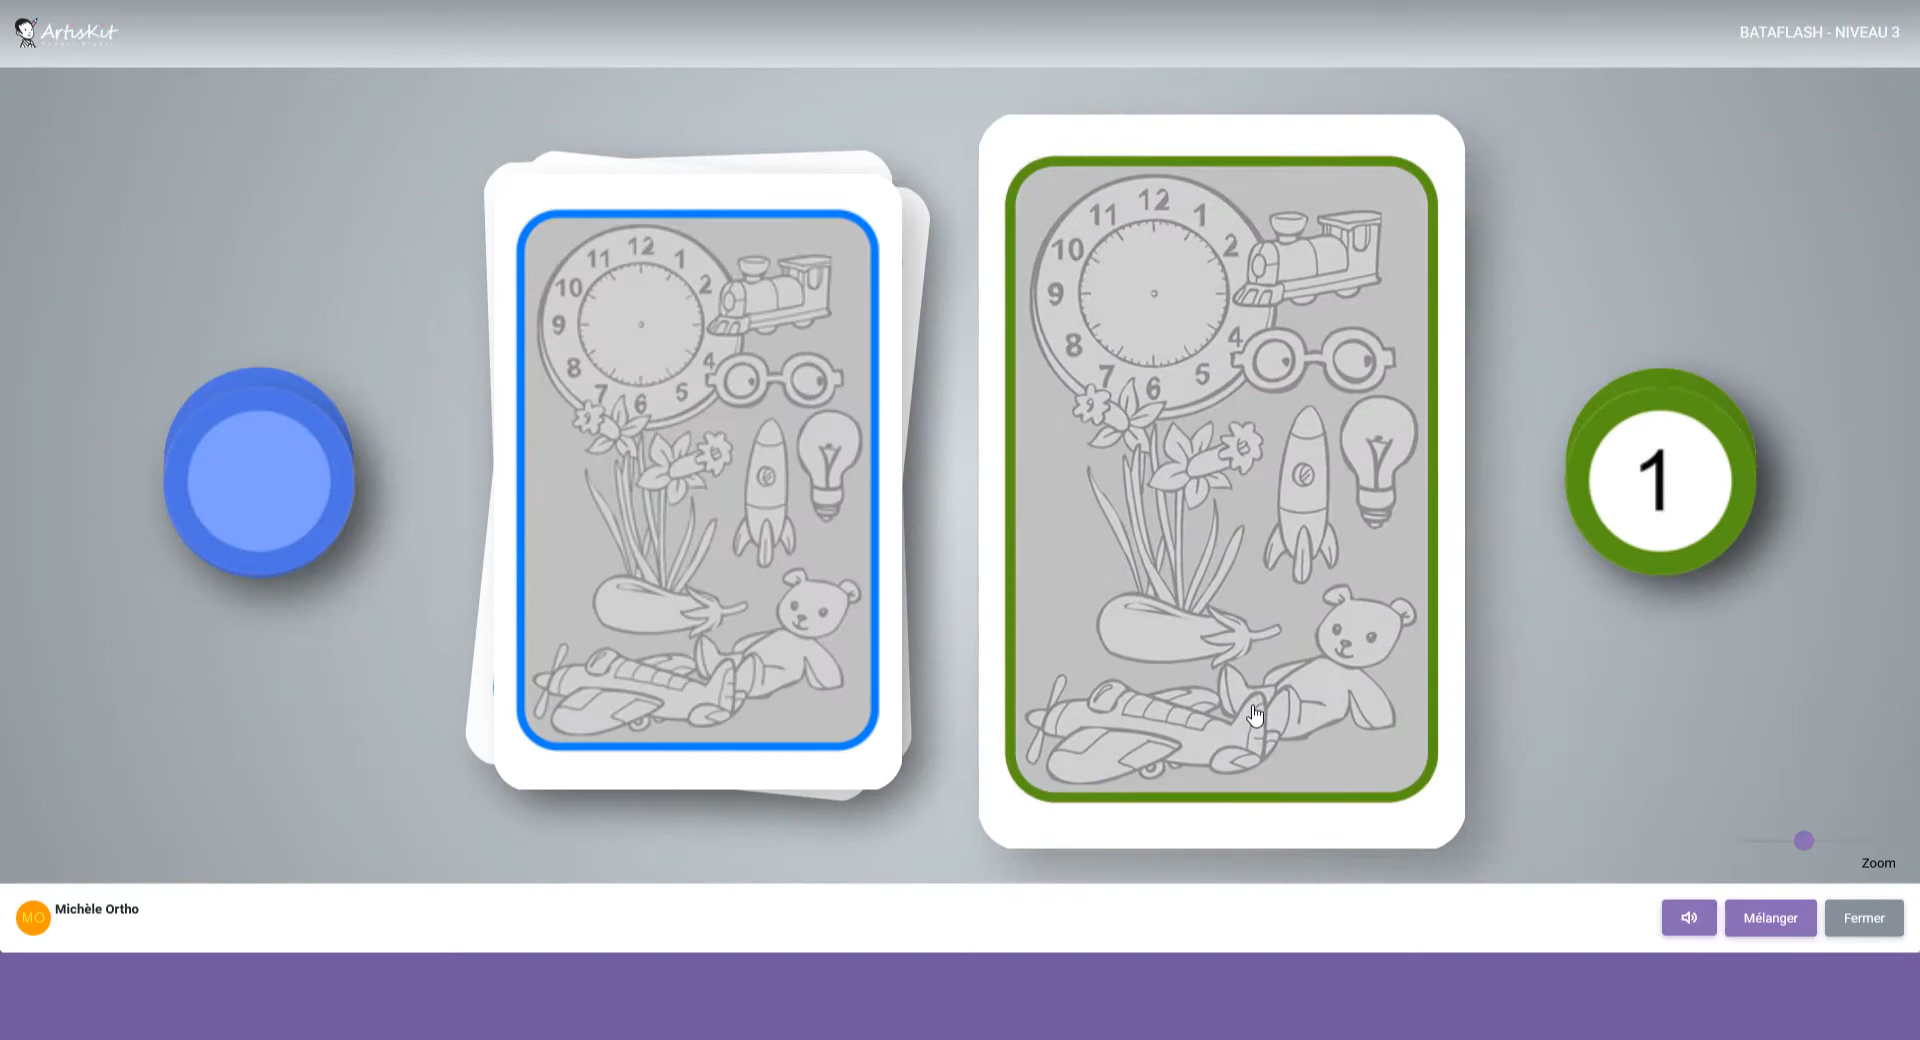 ArtisKit
BATAFLASH - NIVEAU 3
11 12 1
10 2
9
8 4
7 6 5
11 12 1
10 2
9
8 4
7 6 5
1
Zoom
MO
Michèle Ortho
Mélanger
Fermer